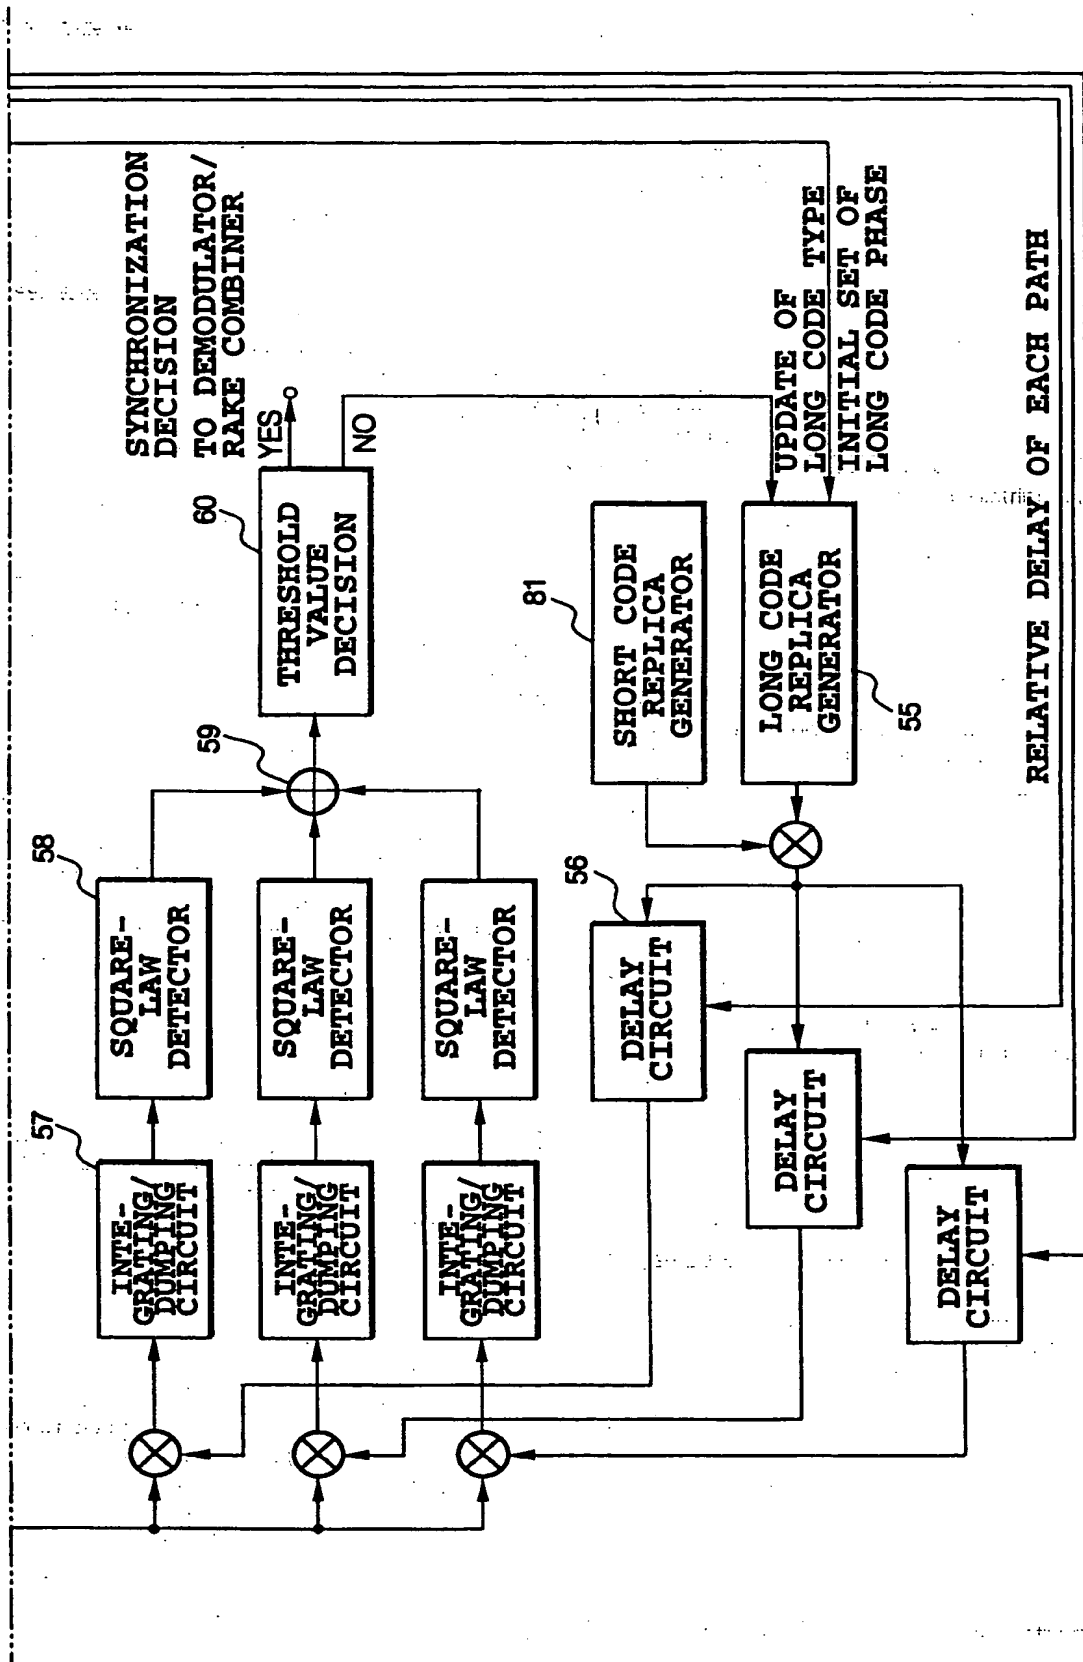 SYNCHRONIZATION
DECISION
TO DEMODULATOR/
RAKE COMBINER
57
INTE-
GRATING/
DUMPING
CIRCUIT
58
SQUARE-
LAW
DETECTOR
59
60
THRESHOLD
VALUE
DECISION
YES
NO
INTE-
GRATING/
DUMPING
CIRCUIT
SQUARE-
LAW
DETECTOR
INTE-
GRATING/
DUMPING
CIRCUIT
SQUARE-
LAW
DETECTOR
56
DELAY
CIRCUIT
81
SHORT CODE
REPLICA
GENERATOR
UPDATE OF
LONG CODE TYPE
INITIAL SET OF
LONG CODE PHASE
DELAY
CIRCUIT
LONG CODE
REPLICA
GENERATOR
55
DELAY
CIRCUIT
RELATIVE DELAY OF EACH PATH